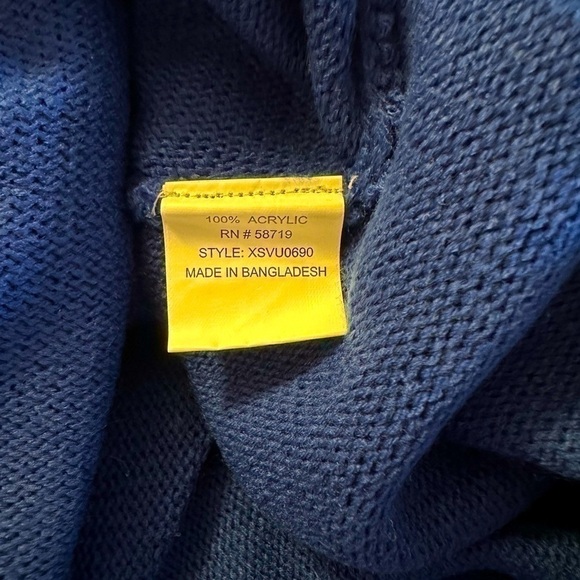 100% ACRYLIC
RN # 58719
STYLE: XSVU0690
MADE IN BANGLADESH